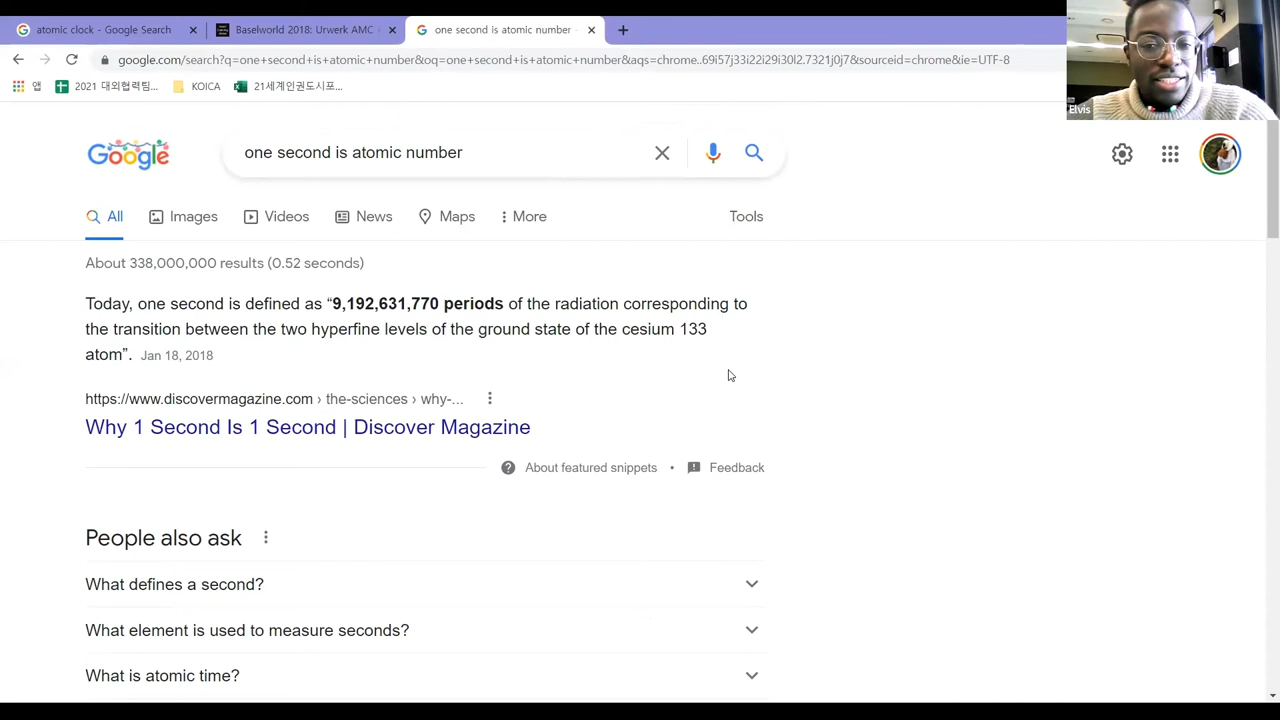 atomic clock - Google Search
Baselworld 2018: Urwerk AMC
one second is atomic number -
google.com/search?q=one+second+is+atomic+number&oq=one+second+is+atomic+number&aqs=chrome..69i57j33i22i29i30l2.7321j0j7&sourceid=chrome&ie=UTF-8
앱
2021 대외협력팀...
KOICA
21세계인권도시포...
Elvis
Google
one second is atomic number
All
Images
Videos
News
Maps
More
Tools
About 338,000,000 results (0.52 seconds)
Today, one second is defined as “9,192,631,770 periods of the radiation corresponding to
the transition between the two hyperfine levels of the ground state of the cesium 133
atom”. Jan 18, 2018
https://www.discovermagazine.com › the-sciences › why-...
Why 1 Second Is 1 Second | Discover Magazine
About featured snippets • Feedback
People also ask
What defines a second?
What element is used to measure seconds?
What is atomic time?